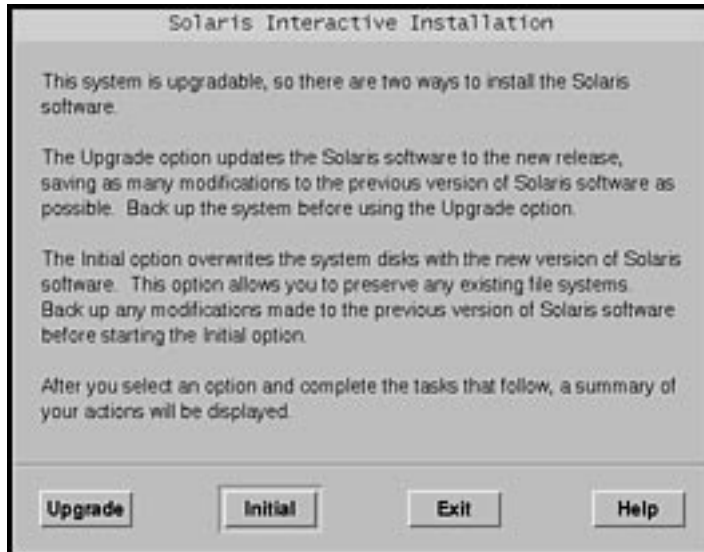 Solaris Interactive Installation
This system is upgradable, so there are two ways to install the Solaris
software.
The Upgrade option updates the Solaris software to the new release,
saving as many modifications to the previous version of Solaris software as
possible. Back up the system before using the Upgrade option.
The Initial option overwrites the system disks with the new version of Solaris
software. This option allows you to preserve any existing file systems.
Back up any modifications made to the previous version of Solaris software
before starting the Initial option.
After you select an option and complete the tasks that follow, a summary of
your actions will be displayed.
Upgrade Initial Exit Help